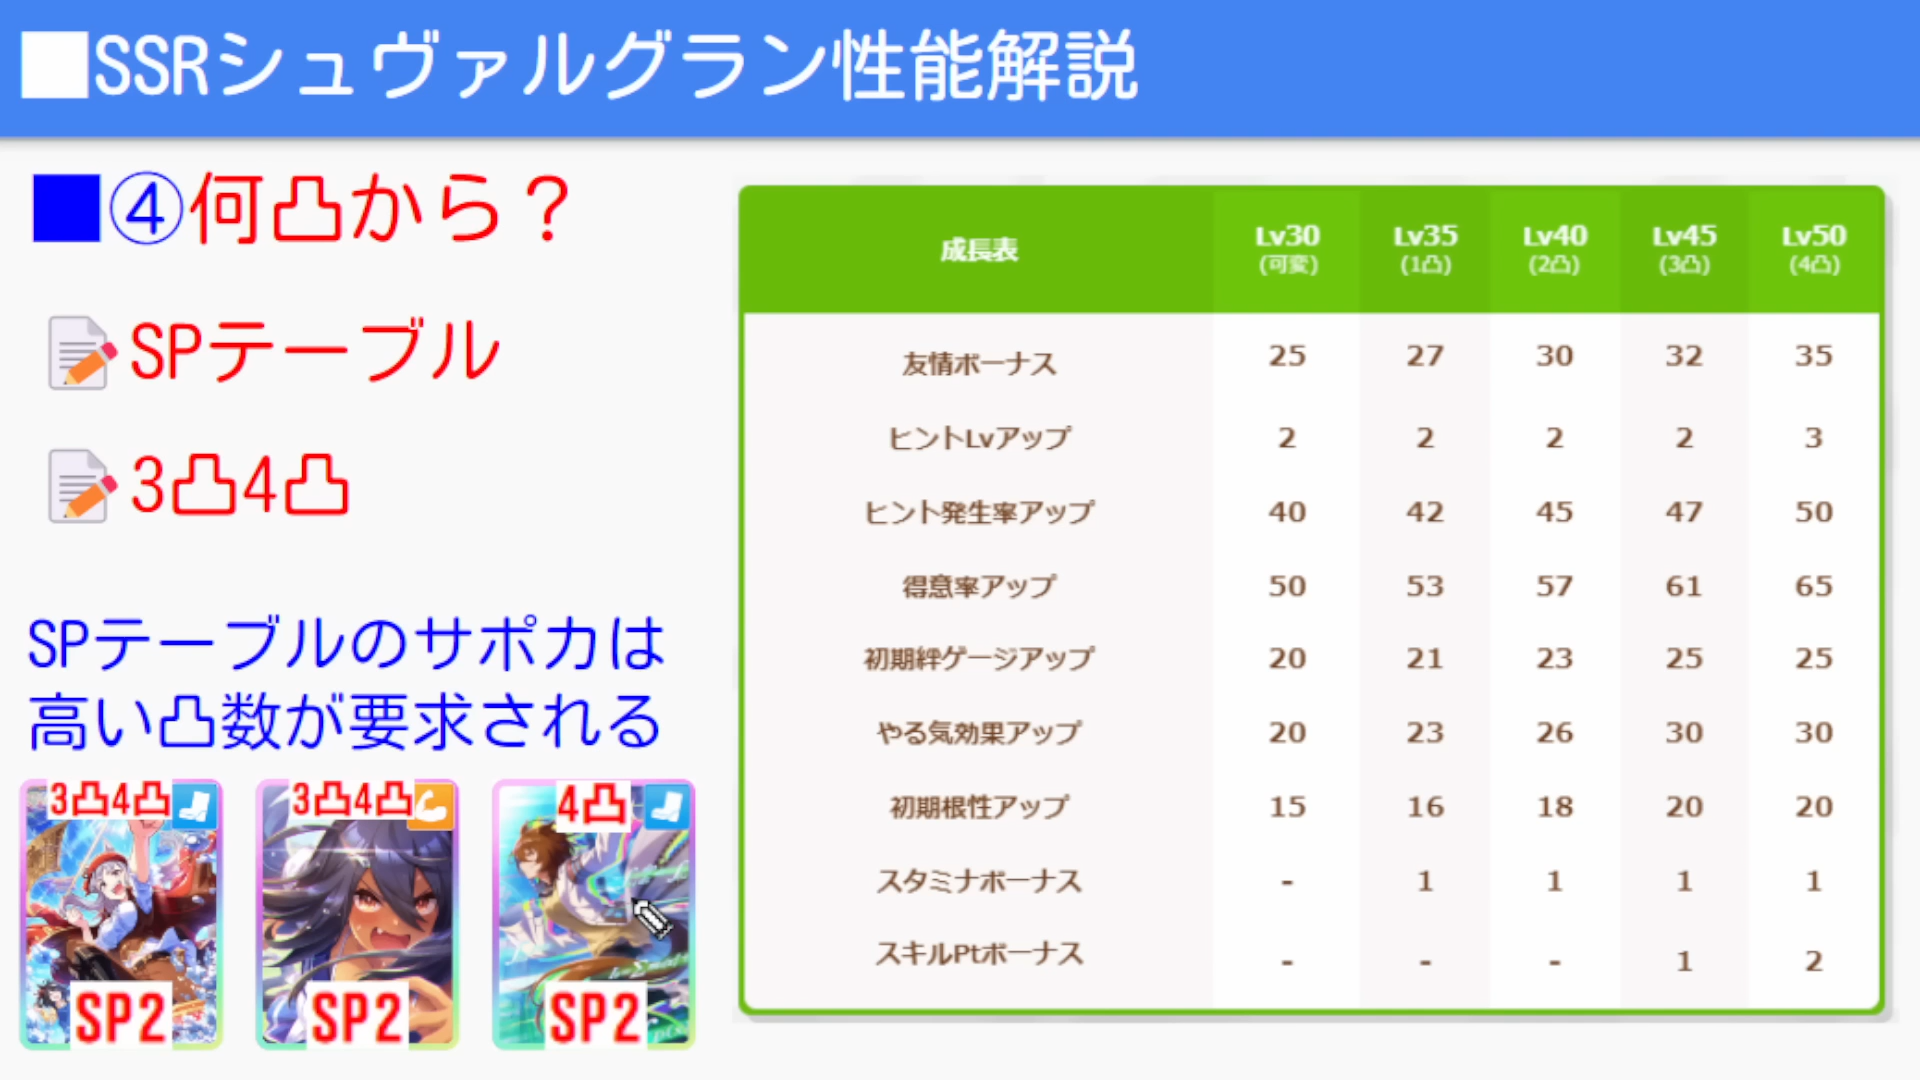 ■SSRシュヴァルグラン性能解説
■④何凸から？
SPテーブル
3凸4凸
SPテーブルのサポカは
高い凸数が要求される
3凸4凸
SP2
3凸4凸
SP2
4凸
SP2
成長表 Lv30 (可変) Lv35 (1凸) Lv40 (2凸) Lv45 (3凸) Lv50 (4凸)
友情ボーナス 25 27 30 32 35
ヒントLvアップ 2 2 2 2 3
ヒント発生率アップ 40 42 45 47 50
得意率アップ 50 53 57 61 65
初期絆ゲージアップ 20 21 23 25 25
やる気効果アップ 20 23 26 30 30
初期根性アップ 15 16 18 20 20
スタミナボーナス - 1 1 1 1
スキルPtボーナス - - - 1 2